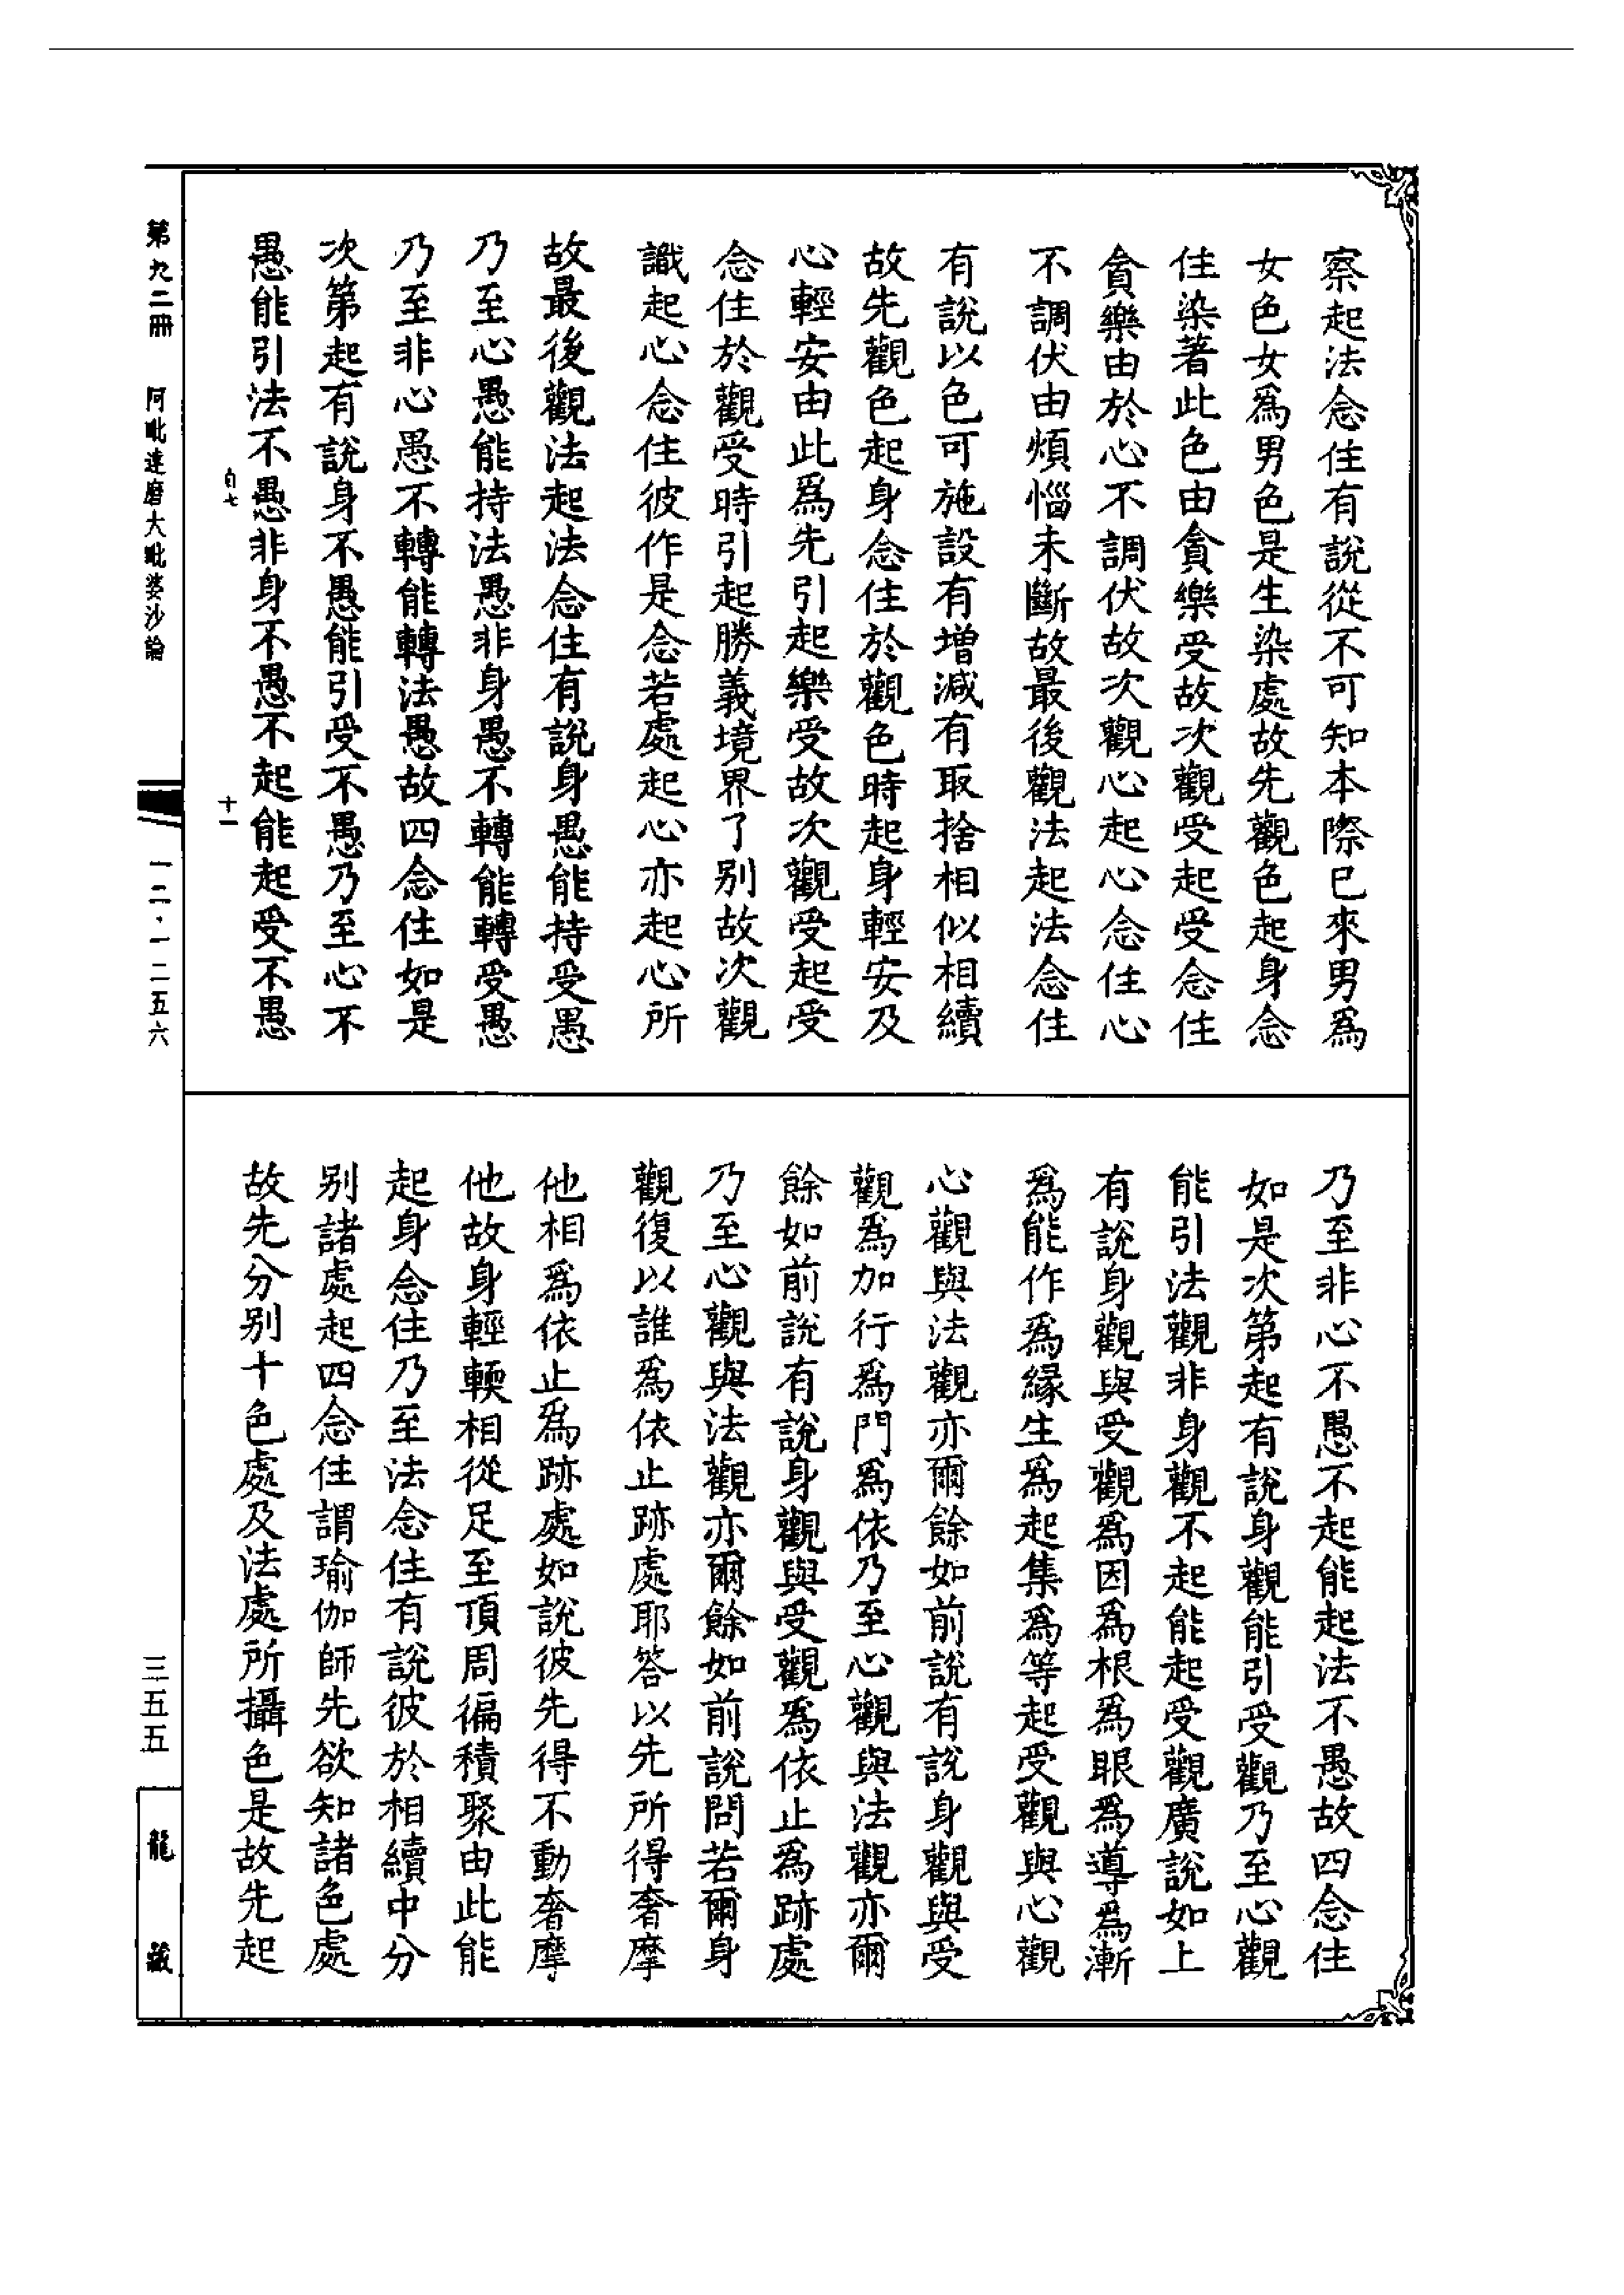 察起法念住有說從不可知本際已來男爲
女色女爲男色是生染處故先觀色起身念
住染著此色由貪樂受故次觀受起受念住
貪樂由於心不調伏故次觀心起心念住心
不調伏由煩惱未斷故最後觀法起法念住
有說以色可施設有增減有取捨相似相續
故先觀色起身念住於觀色時起身輕安及
心輕安由此爲先引起樂受故次觀受起受
念住於觀受時引起勝義境界了别故次觀
識起心念住彼作是念若處起心亦起心所
故最後觀法起法念住有說身愚能持受愚
乃至心愚能持法愚非身愚不轉能轉受愚
乃至非心愚不轉能轉法愚故四念住如是
次第起有說身不愚能引受不愚乃至心不
愚能引法不愚非身不愚不起能起受不愚
乃至非心不愚不起能起法不愚故四念住
如是次第起有說身觀能引受觀乃至心觀
能引法觀非身觀不起能起受觀廣說如上
有說身觀與受觀爲因爲根爲眼爲導爲漸
爲能作爲緣生爲起集爲等起受觀與心觀
心觀與法觀亦爾餘如前說有說身觀與受
觀爲加行爲門爲依乃至心觀與法觀亦爾
餘如前說有說身觀與受觀爲依止爲跡處
乃至心觀與法觀亦爾餘如前說問若爾身
觀復以誰爲依止跡處耶答以先所得奢摩
他相爲依止爲跡處如說彼先得不動奢摩
他故身輕輭相從足至頂周徧積聚由此能
起身念住乃至法念住有說彼於相續中分
别諸處起四念住謂瑜伽師先欲知諸色處
故先分别十色處及法處所攝色是故先起
自七
十一
第九二冊
阿毗達磨大毗婆沙論
一二·一二五六
三五五
龍藏